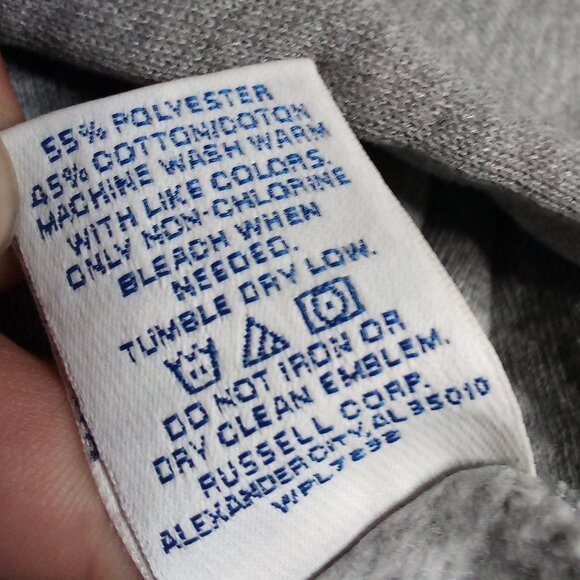 55% POLYESTER
45% COTTON/COTON
MACHINE WASH WARM
WITH LIKE COLORS.
ONLY NON-CHLORINE
BLEACH WHEN
NEEDED.
TUMBLE DRY LOW.
DO NOT IRON OR
DRY CLEAN EMBLEM.
RUSSELL CORP.
ALEXANDER CITY, AL 35010
WPL7232